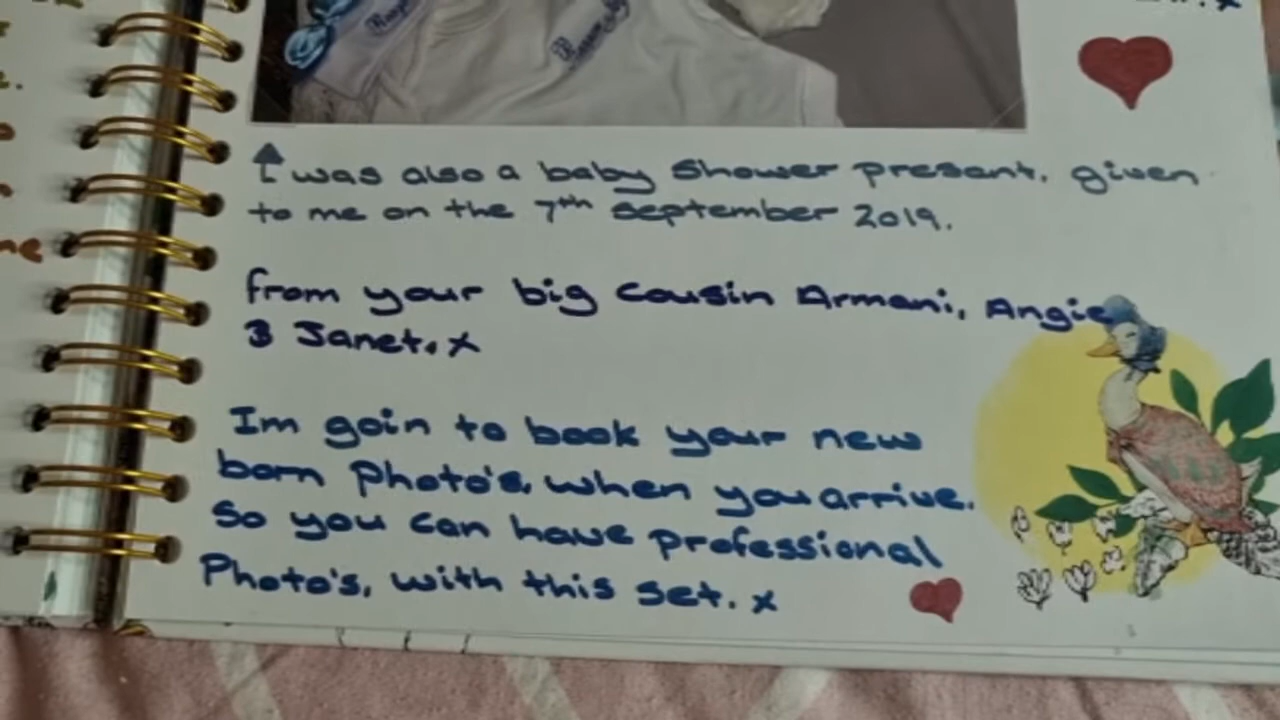 was also a baby Shower present. given
to me on the 7th September 2019.
from your big Cousin Armani, Angie
3 Janet. x
Im goin to book your new
born Photo's, when you arrive.
So you can have professional
Photo's, with this set. x